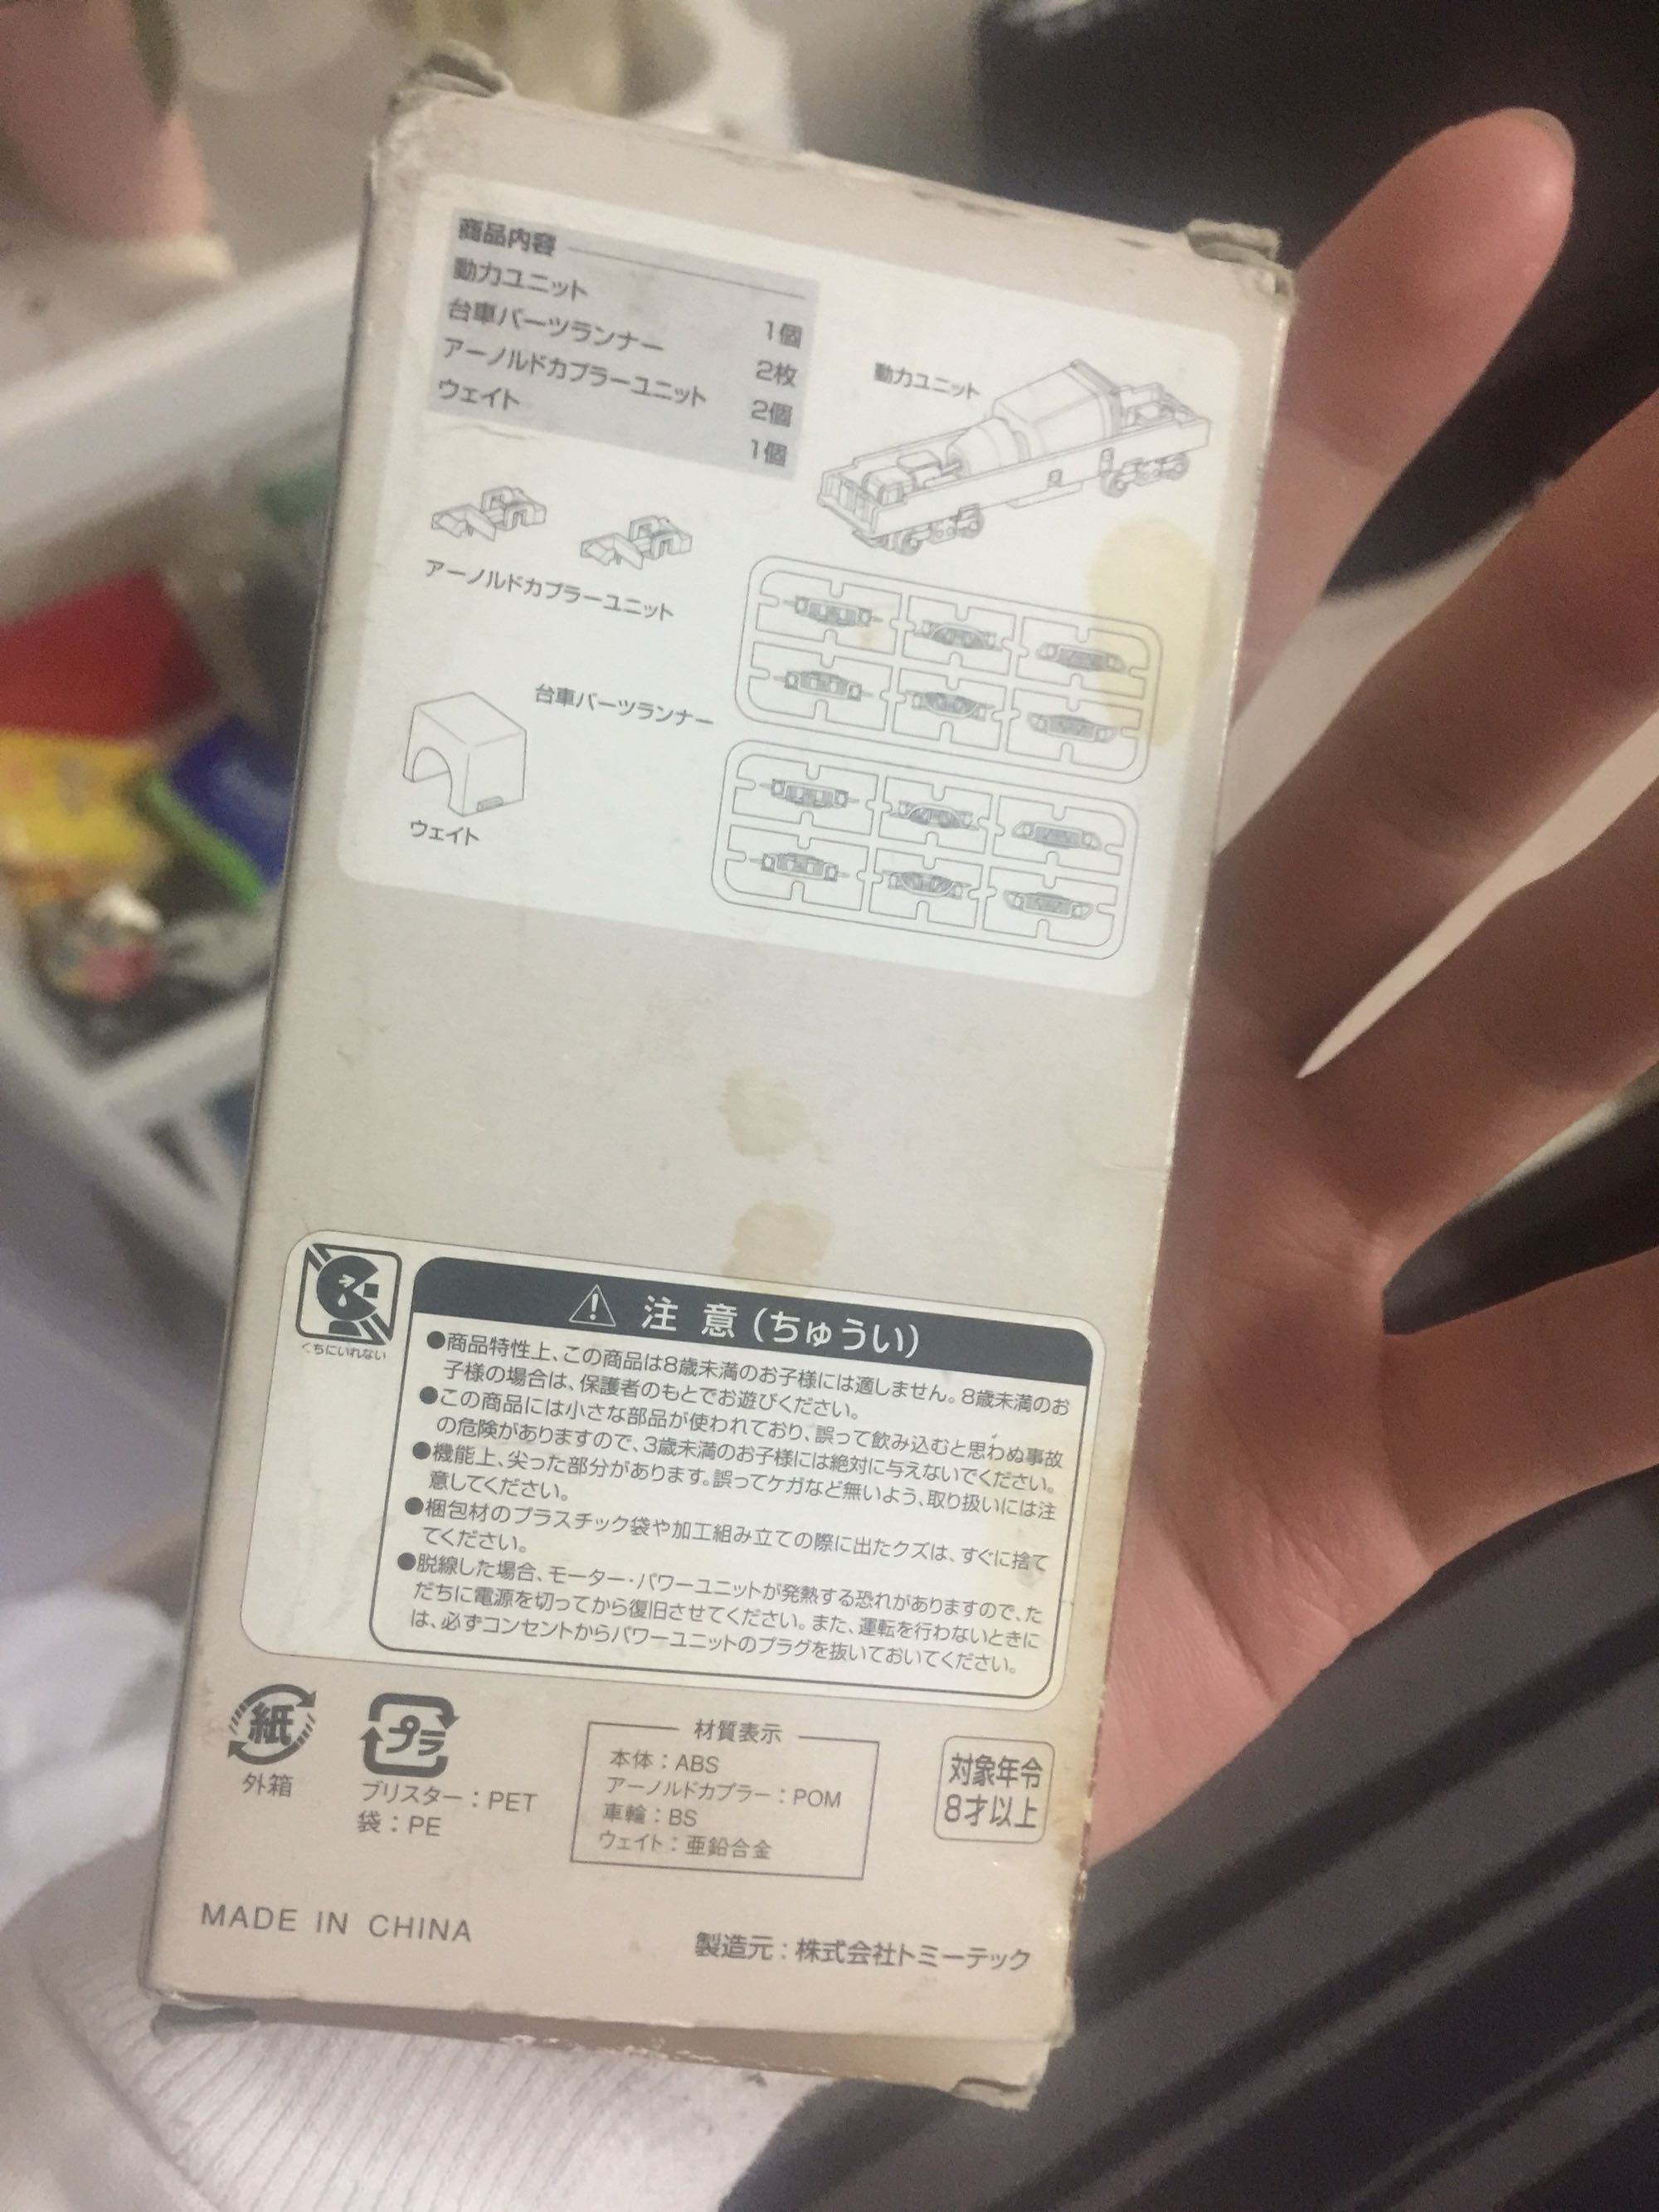 商品内容
動力ユニット 1個
台車パーツランナー 2枚
アーノルドカプラーユニット 2個
ウェイト 1個
動力ユニット
アーノルドカプラーユニット
台車パーツランナー
ウェイト
くちにいれない
注意(ちゅうい)
●商品特性上、この商品は8歳未満のお子様には適しません。8歳未満のお
子様の場合は、保護者のもとでお遊びください。
●この商品には小さな部品が使われており、誤って飲み込むと思わぬ事故
の危険がありますので、3歳未満のお子様には絶対に与えないでください。
●機能上、尖った部分があります。誤ってケガなど無いよう、取り扱いには注
意してください。
●梱包材のプラスチック袋や加工組み立ての際に出たクズは、すぐに捨て
てください。
●脱線した場合、モーター・パワーユニットが発熱する恐れがありますので、た
だちに電源を切ってから復旧させてください。また、運転を行わないときに
は、必ずコンセントからパワーユニットのプラグを抜いておいてください。
紙
外箱
プラ
ブリスター：PET
袋：PE
材質表示
本体：ABS
アーノルドカプラー：POM
車輪：BS
ウェイト：亜鉛合金
対象年令
8才以上
MADE IN CHINA
製造元：株式会社トミーテック